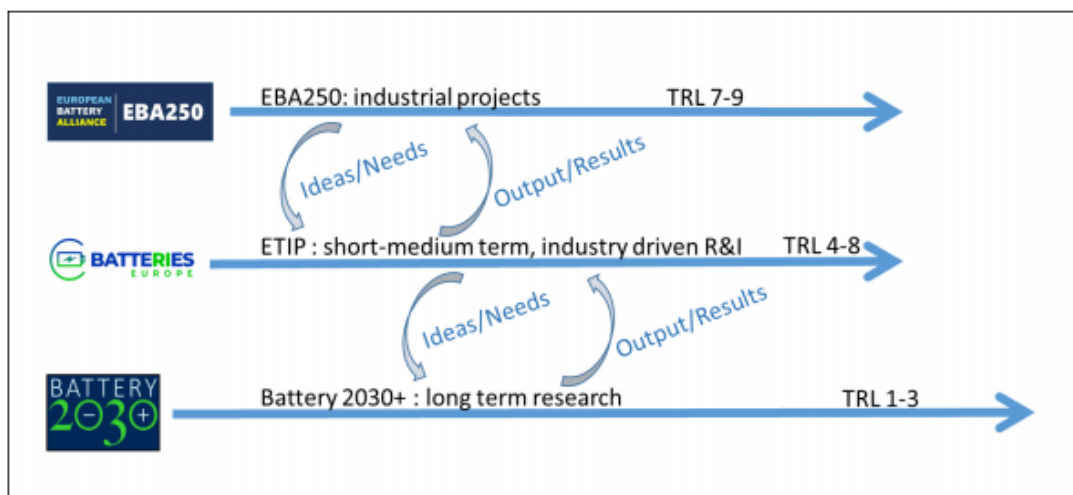 EUROPEAN
BATTERY
ALLIANCE
EBA250
EBA250: industrial projects
TRL 7-9
Ideas/Needs
Output/Results
BATTERIES
EUROPE
ETIP : short-medium term, industry driven R&I
TRL 4-8
Ideas/Needs
Output/Results
BATTERY
2030+
Battery 2030+ : long term research
TRL 1-3